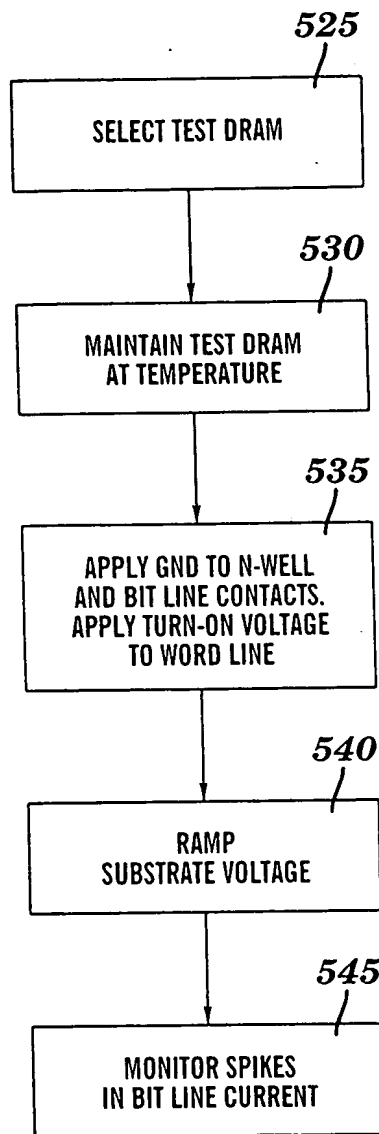 525
SELECT TEST DRAM
530
MAINTAIN TEST DRAM
AT TEMPERATURE
535
APPLY GND TO N-WELL
AND BIT LINE CONTACTS.
APPLY TURN-ON VOLTAGE
TO WORD LINE
540
RAMP
SUBSTRATE VOLTAGE
545
MONITOR SPIKES
IN BIT LINE CURRENT